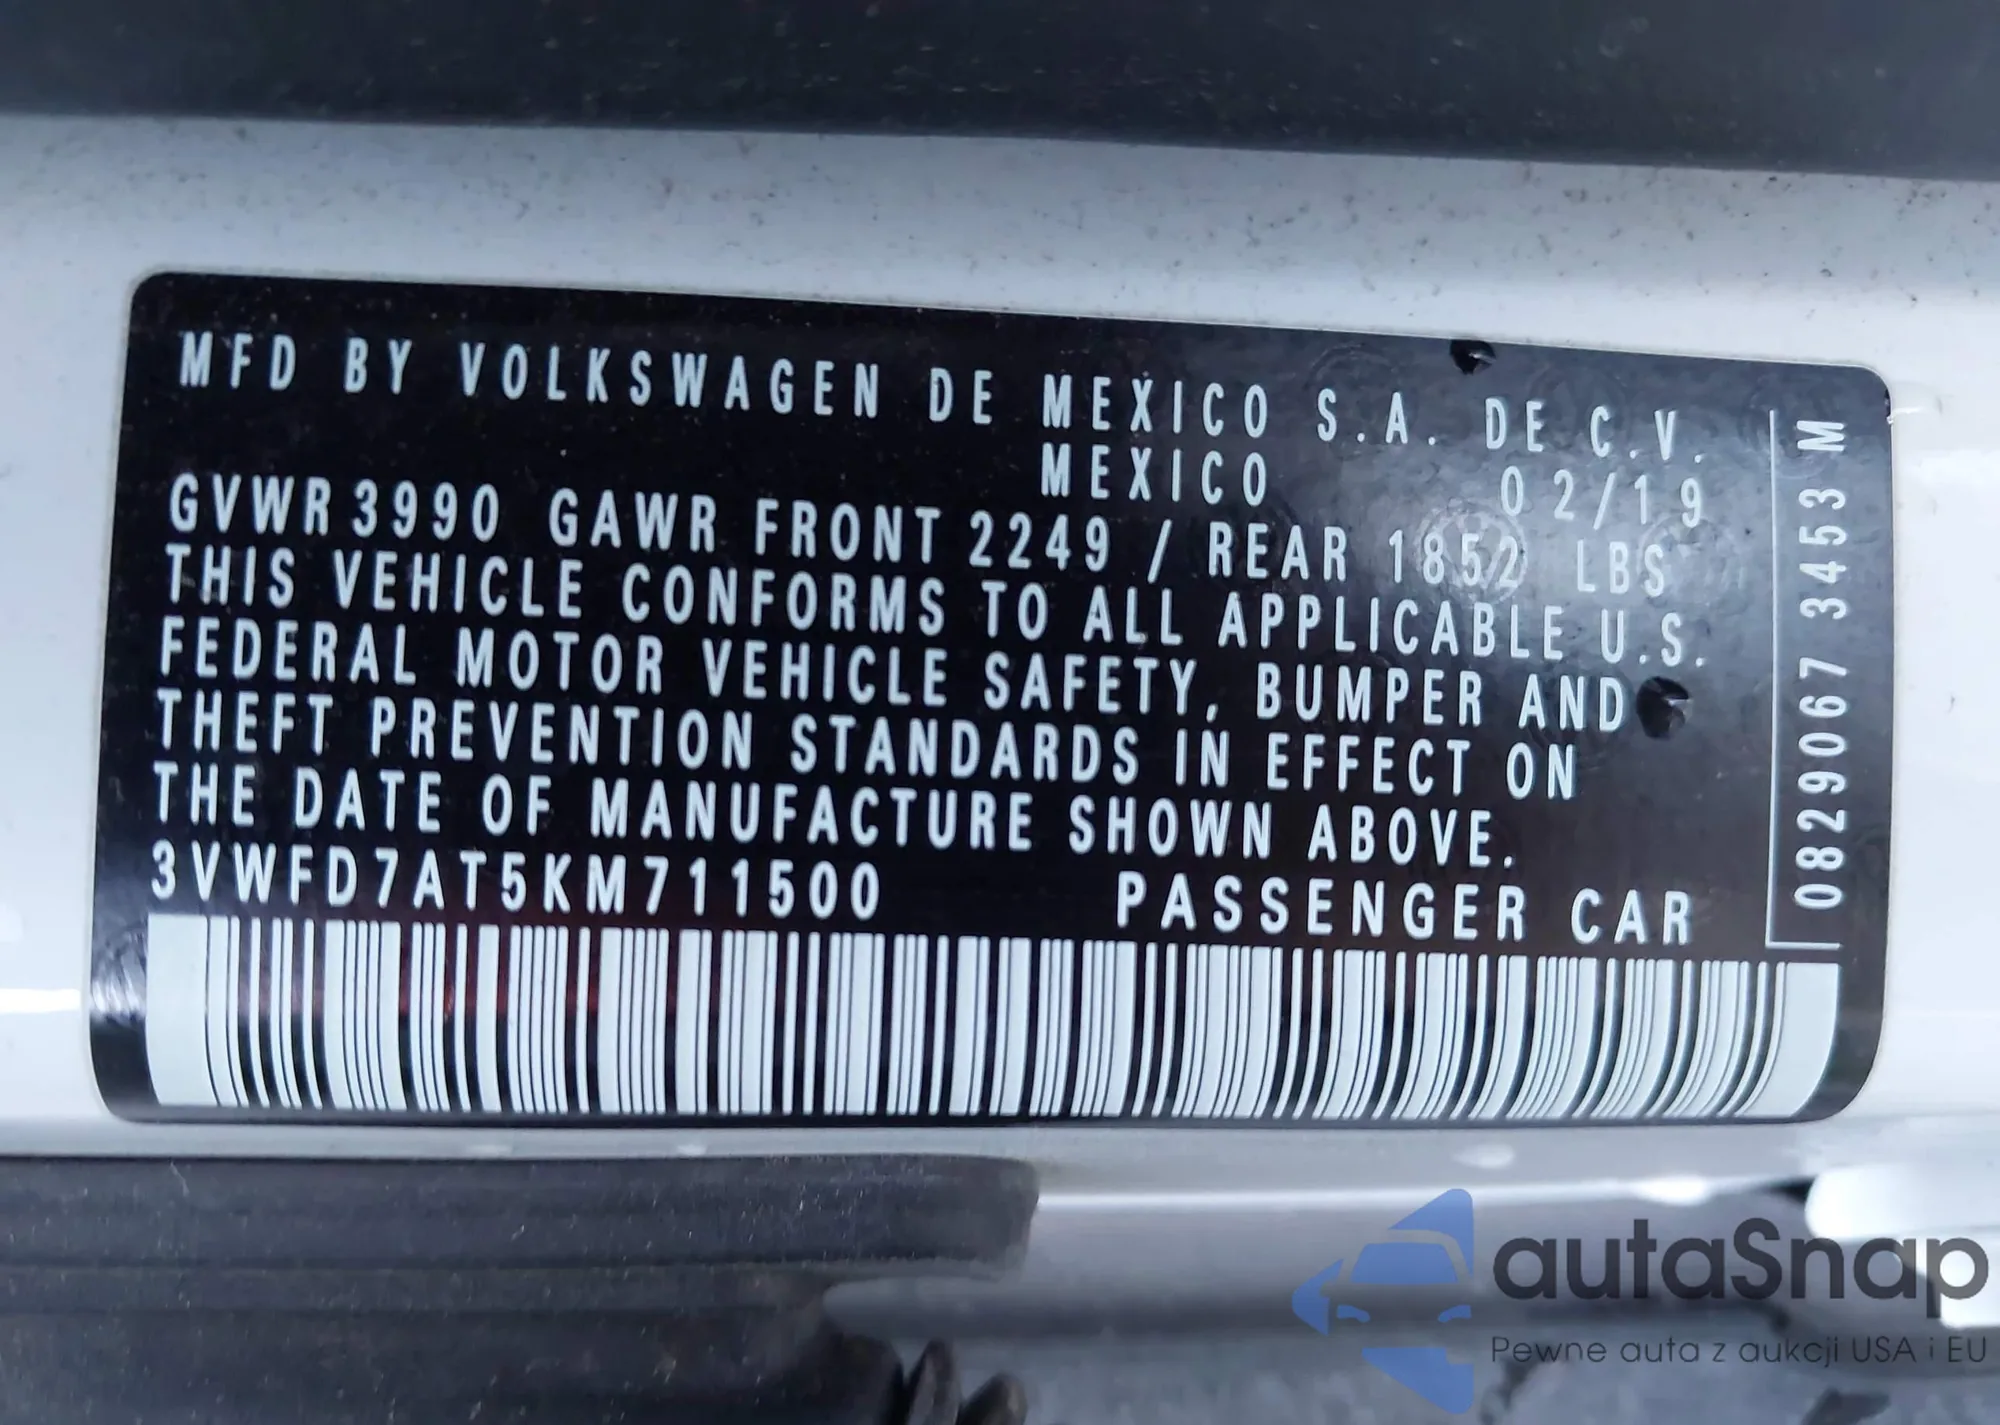 MFD BY VOLKSWAGEN DE MEXICO S.A. DE C.V.
MEXICO 02/19
GVWR 3990 GAWR FRONT 2249 / REAR 1852 LBS
THIS VEHICLE CONFORMS TO ALL APPLICABLE U.S.
FEDERAL MOTOR VEHICLE SAFETY, BUMPER AND
THEFT PREVENTION STANDARDS IN EFFECT ON
THE DATE OF MANUFACTURE SHOWN ABOVE.
3VWFD7AT5KM711500 PASSENGER CAR
0829067 3453 M
autaSnap
Pewne auta z aukcji USA i EU